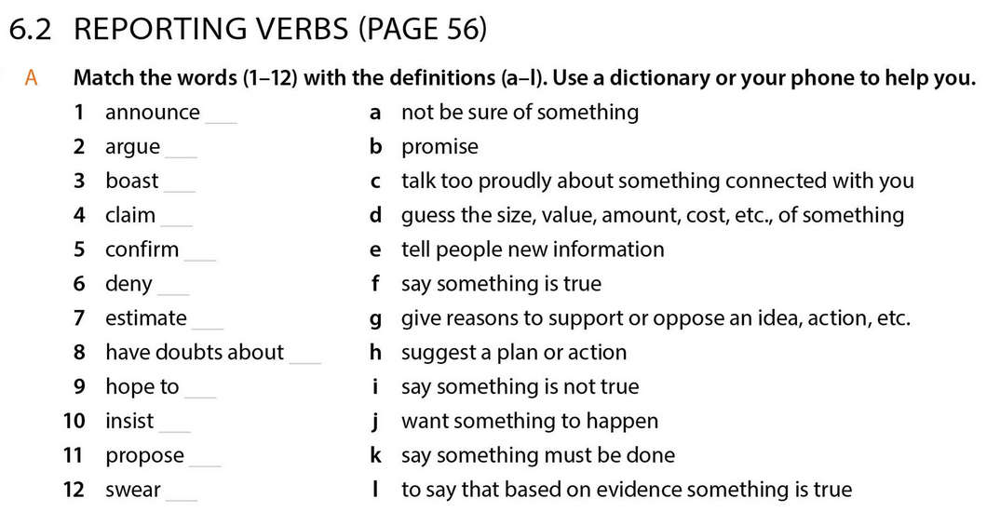 6.2 REPORTING VERBS (PAGE 56)
A Match the words (1–12) with the definitions (a–l). Use a dictionary or your phone to help you.
1 announce ___ a not be sure of something
2 argue ___ b promise
3 boast ___ c talk too proudly about something connected with you
4 claim ___ d guess the size, value, amount, cost, etc., of something
5 confirm ___ e tell people new information
6 deny ___ f say something is true
7 estimate ___ g give reasons to support or oppose an idea, action, etc.
8 have doubts about ___ h suggest a plan or action
9 hope to ___ i say something is not true
10 insist ___ j want something to happen
11 propose ___ k say something must be done
12 swear ___ l to say that based on evidence something is true